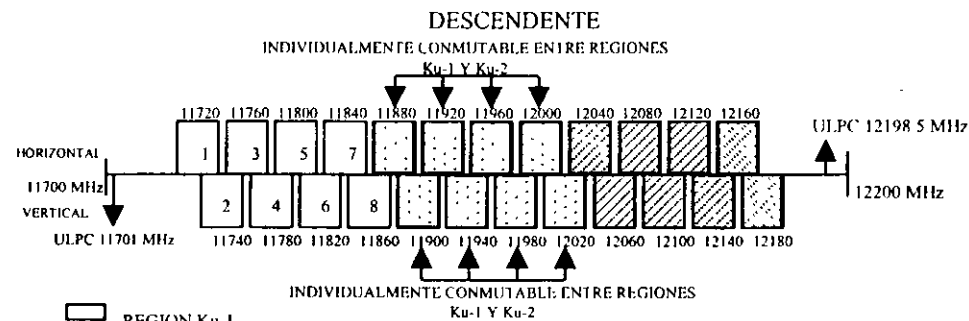 DESCENDENTE
INDIVIDUALMENTE CONMUTABLE ENTRE REGIONES
Ku-1 Y Ku-2
11720 11760 11800 11840 11880 11920 11960 12000 12040 12080 12120 12160
ULPC 12198 5 MHz
HORIZONTAL
1 3 5 7
11700 MHz
12200 MHz
VERTICAL
2 4 6 8
ULPC 11701 MHz
11740 11780 11820 11860 11900 11940 11980 12020 12060 12100 12140 12180
INDIVIDUALMENTE CONMUTABLE ENTRE REGIONES
Ku-1 Y Ku-2
REGION Ku-1